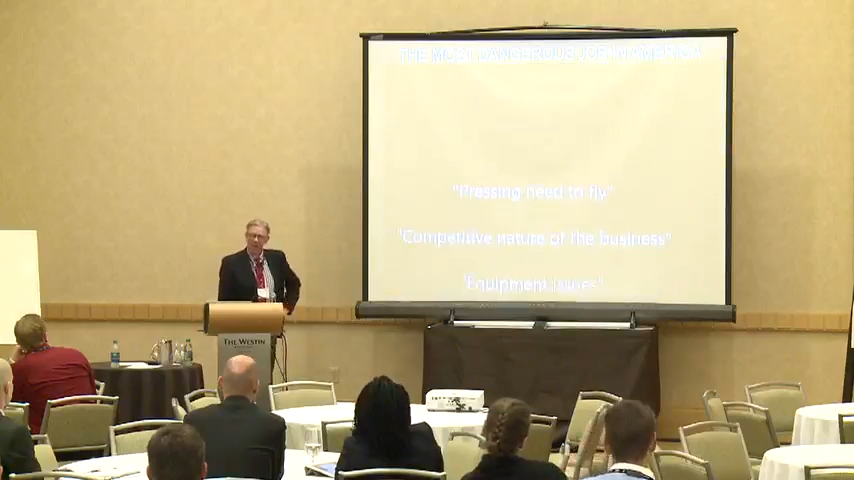 THE MOST DANGEROUS JOB IN AMERICA
"Pressing need to fly"
"Competitive nature of the business"
"Equipment issues"
THE WESTIN